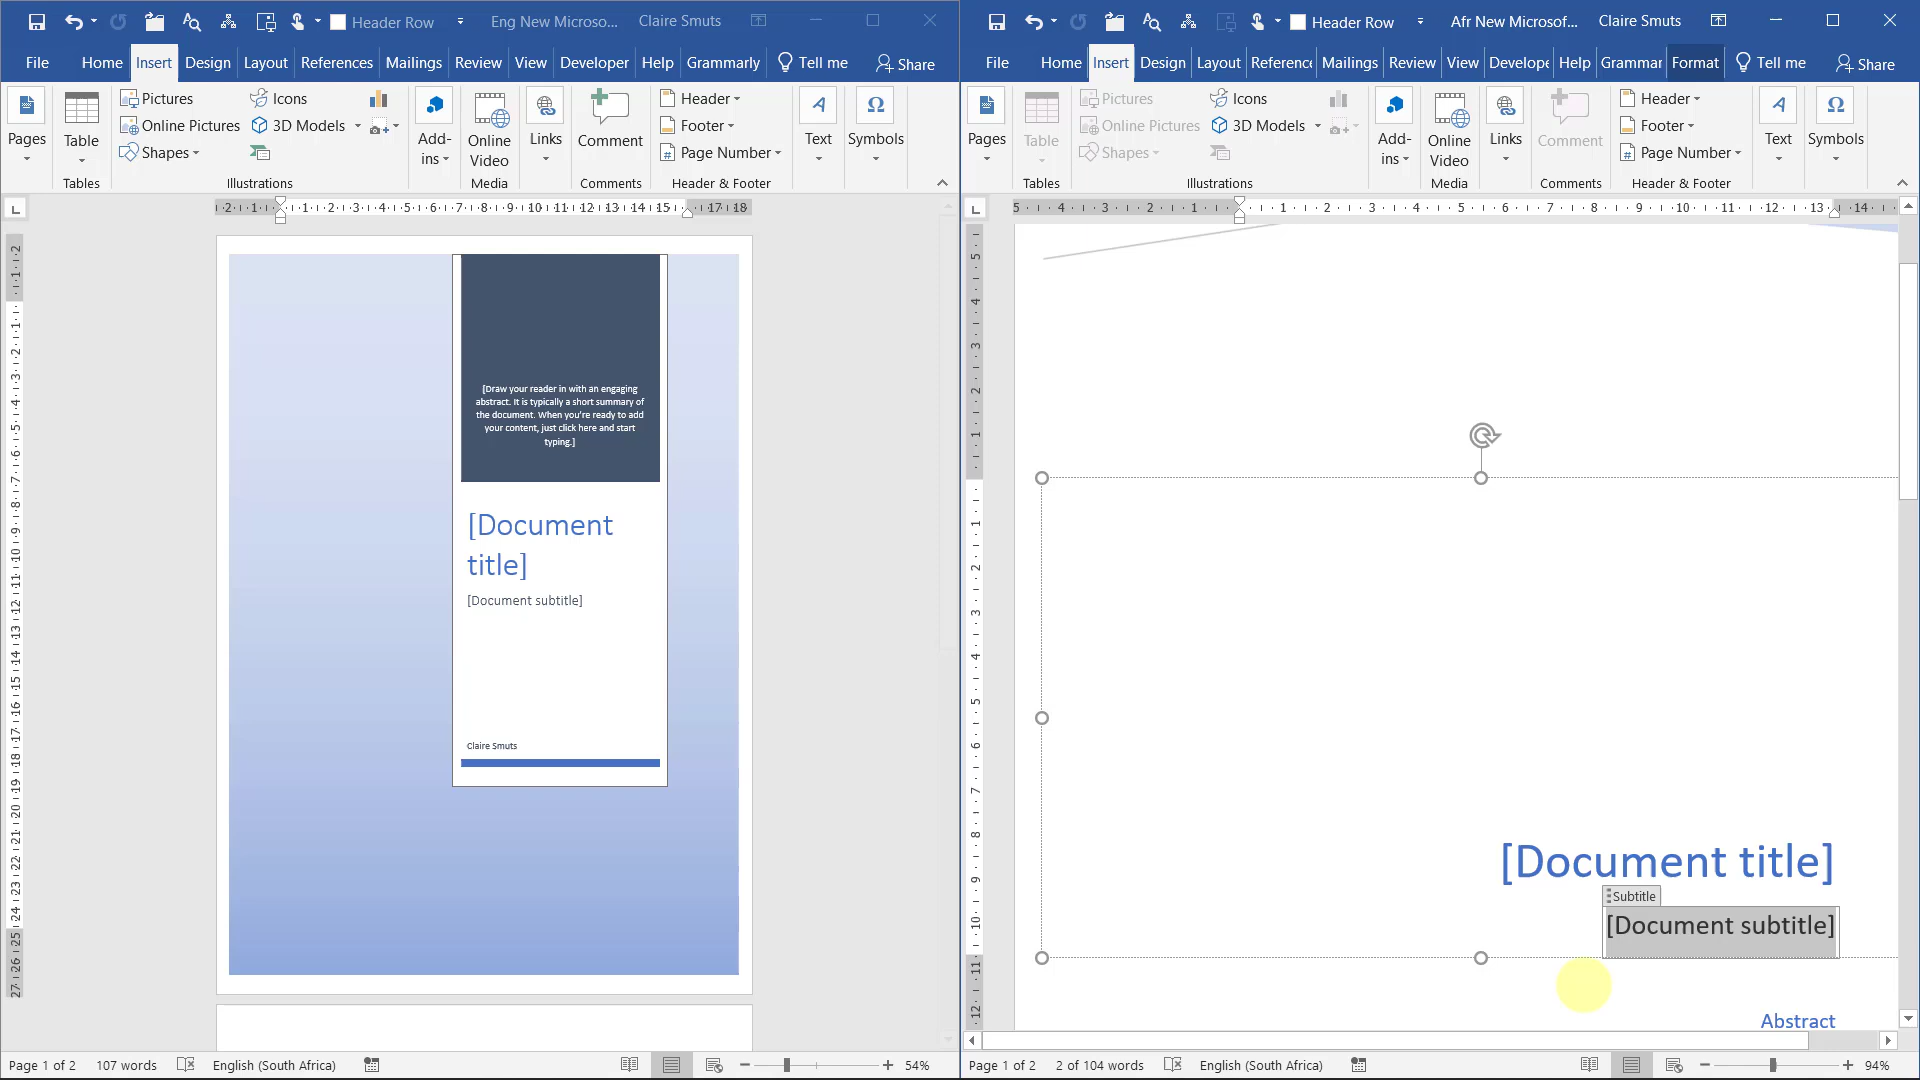 Header Row
Eng New Microso...
Claire Smuts
File
Home
Insert
Design
Layout
References
Mailings
Review
View
Developer
Help
Grammarly
Tell me
Share
Pages
Table
Tables
Pictures
Online Pictures
Shapes
Icons
3D Models
Illustrations
Add-
ins
Online
Video
Media
Links
Comment
Comments
Header
Footer
Page Number
Header & Footer
Text
Symbols
[Draw your reader in with an engaging
abstract. It is typically a short summary of
the document. When you're ready to add
your content, just click here and start
typing.]
[Document
title]
[Document subtitle]
Claire Smuts
Page 1 of 2
107 words
English (South Africa)
54%
Header Row
Afr New Microsof...
Claire Smuts
File
Home
Insert
Design
Layout
Reference
Mailings
Review
View
Develope
Help
Grammar
Format
Tell me
Share
Pages
Table
Tables
Pictures
Online Pictures
Shapes
Icons
3D Models
Illustrations
Add-
ins
Online
Video
Media
Links
Comment
Comments
Header
Footer
Page Number
Header & Footer
Text
Symbols
[Document title]
Subtitle
[Document subtitle]
Abstract
Page 1 of 2
2 of 104 words
English (South Africa)
94%